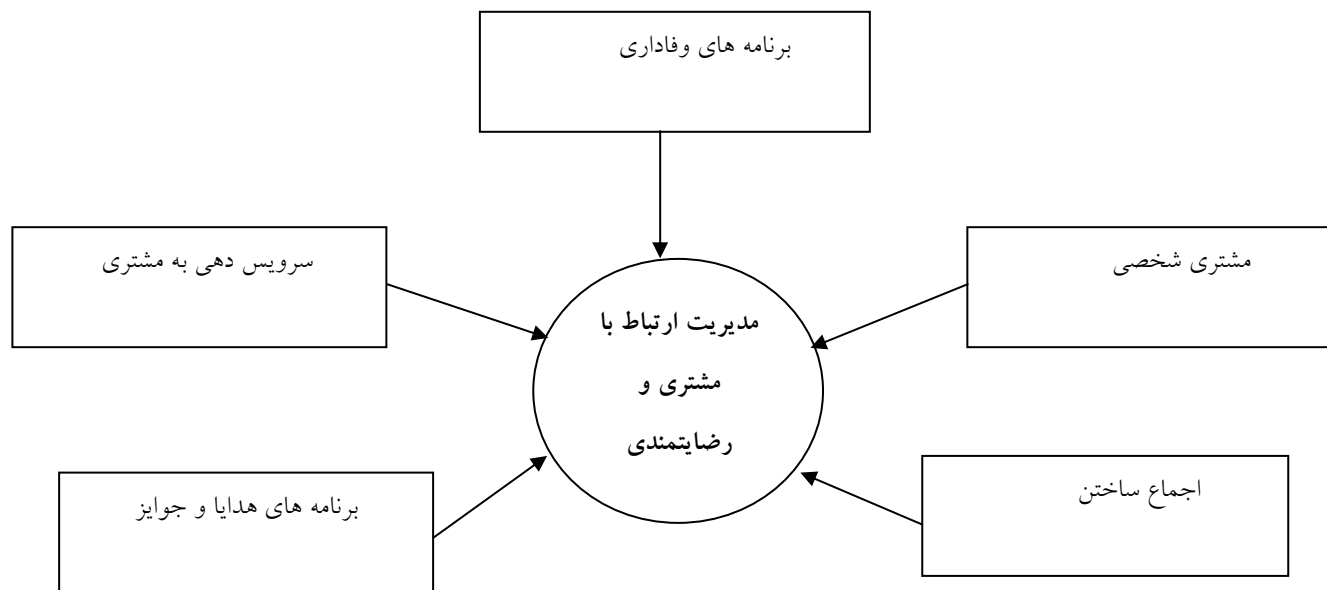 برنامه های وفاداری
مشتری شخصی
سرویس دهی به مشتری
مدیریت ارتباط با
مشتری و
رضایتمندی
اجماع ساختن
برنامه های هدایا و جوایز